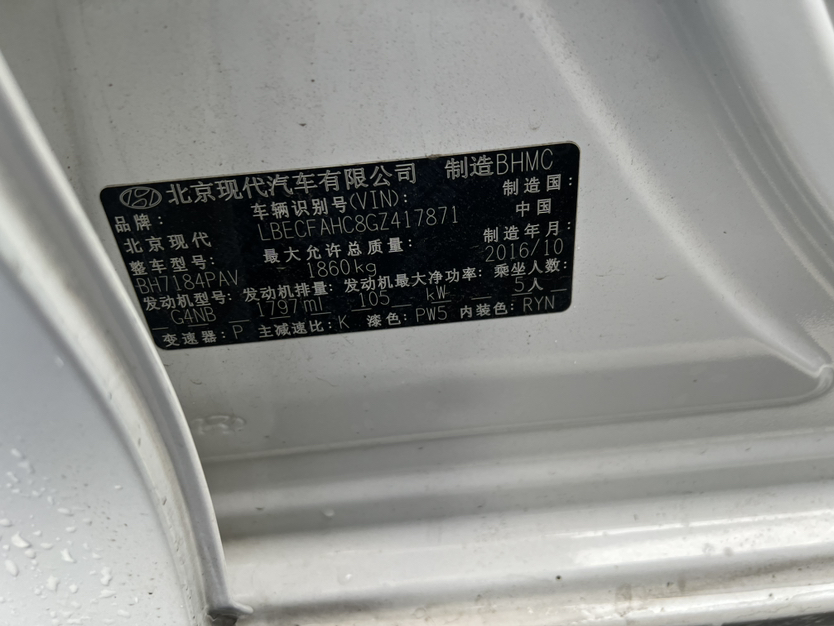 北京现代汽车有限公司 制造BHMC
品牌: 车辆识别号(VIN): 制造国:
北京现代 LBECFAHC8GZ417871 中国
整车型号: 最大允许总质量: 制造年月:
BH7184PAV 1860kg 2016/10
发动机型号: 发动机排量: 发动机最大净功率: 乘坐人数:
G4NB 1797ml 105 kW 5人
变速器: P 主减速比: K 漆色: PW5 内装色: RYN